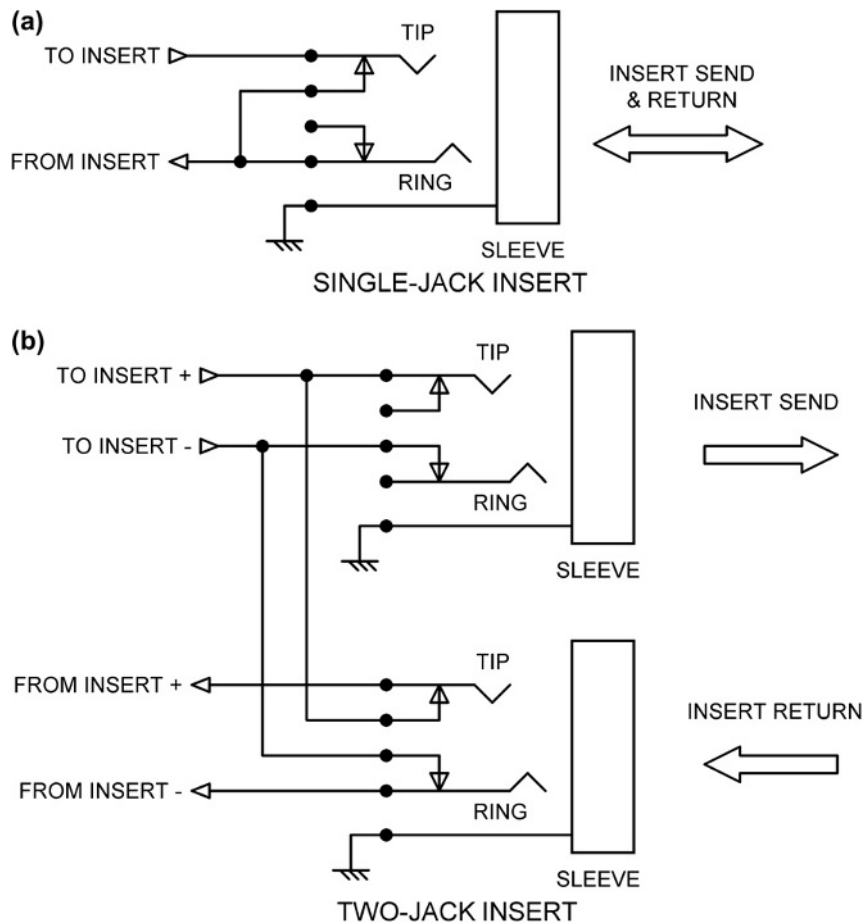 (a)
TIP
TO INSERT
INSERT SEND
& RETURN
FROM INSERT
RING
SLEEVE
SINGLE-JACK INSERT
(b)
TIP
TO INSERT +
INSERT SEND
TO INSERT -
RING
SLEEVE
TIP
FROM INSERT +
INSERT RETURN
FROM INSERT -
RING
SLEEVE
TWO-JACK INSERT